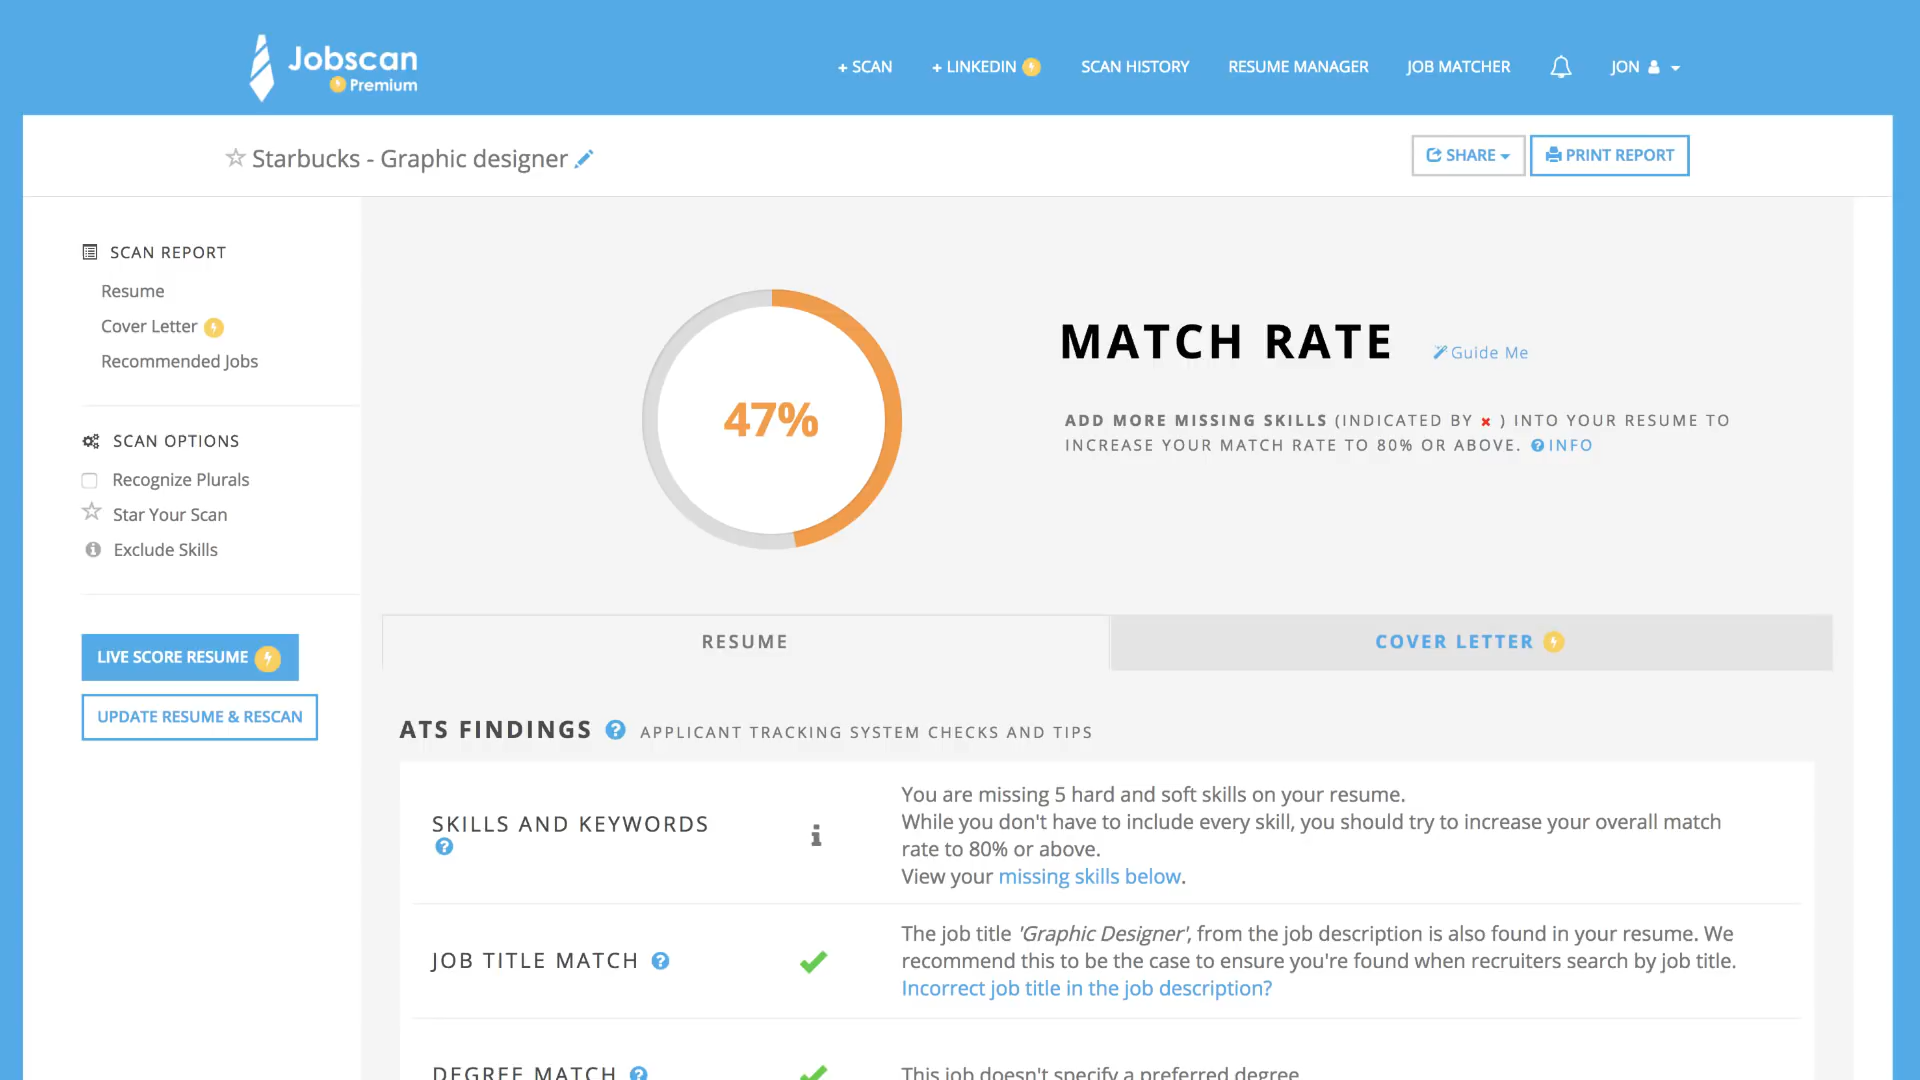 Jobscan
Premium
+ SCAN
+ LINKEDIN
SCAN HISTORY
RESUME MANAGER
JOB MATCHER
JON
Starbucks - Graphic designer
SHARE
PRINT REPORT
SCAN REPORT
Resume
Cover Letter
Recommended Jobs
SCAN OPTIONS
Recognize Plurals
Star Your Scan
Exclude Skills
LIVE SCORE RESUME
UPDATE RESUME & RESCAN
47%
MATCH RATE
Guide Me
ADD MORE MISSING SKILLS (INDICATED BY ✖ ) INTO YOUR RESUME TO
INCREASE YOUR MATCH RATE TO 80% OR ABOVE. ? INFO
RESUME
COVER LETTER
ATS FINDINGS ? APPLICANT TRACKING SYSTEM CHECKS AND TIPS
SKILLS AND KEYWORDS
?
You are missing 5 hard and soft skills on your resume.
While you don't have to include every skill, you should try to increase your overall match
rate to 80% or above.
View your missing skills below.
JOB TITLE MATCH ?
The job title 'Graphic Designer', from the job description is also found in your resume. We
recommend this to be the case to ensure you're found when recruiters search by job title.
Incorrect job title in the job description?
DEGREE MATCH ?
This job doesn't specify a preferred degree